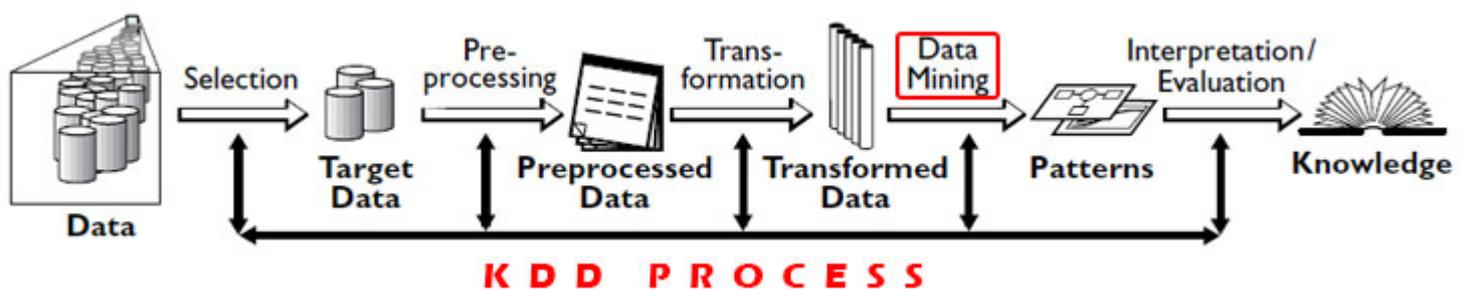 Data
Selection
Target
Data
Pre-
processing
Preprocessed
Data
Trans-
formation
Transformed
Data
Data
Mining
Patterns
Interpretation/
Evaluation
Knowledge
KDD PROCESS